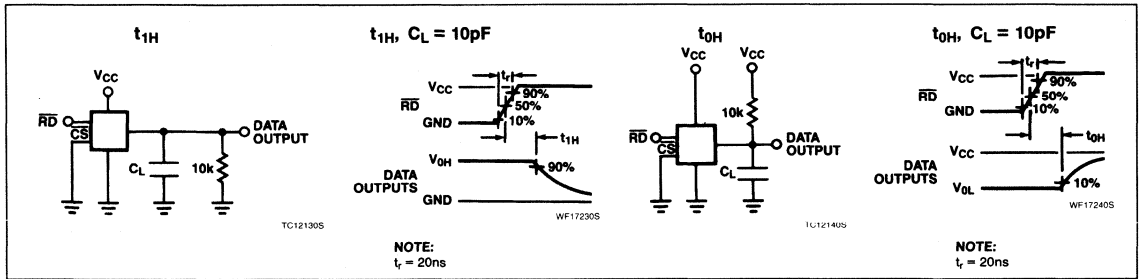 t1H
VCC
RD
CS
DATA
OUTPUT
CL
10k
TC12130S
t1H, CL = 10pF
tr
VCC
90%
RD
50%
10%
GND
t1H
VOH
90%
DATA
OUTPUTS
GND
WF17230S
NOTE:
tr = 20ns
t0H
VCC
VCC
10k
RD
CS
DATA
OUTPUT
CL
TC12140S
t0H, CL = 10pF
tr
VCC
90%
RD
50%
10%
GND
t0H
VCC
DATA
OUTPUTS
10%
VOL
WF17240S
NOTE:
tr = 20ns